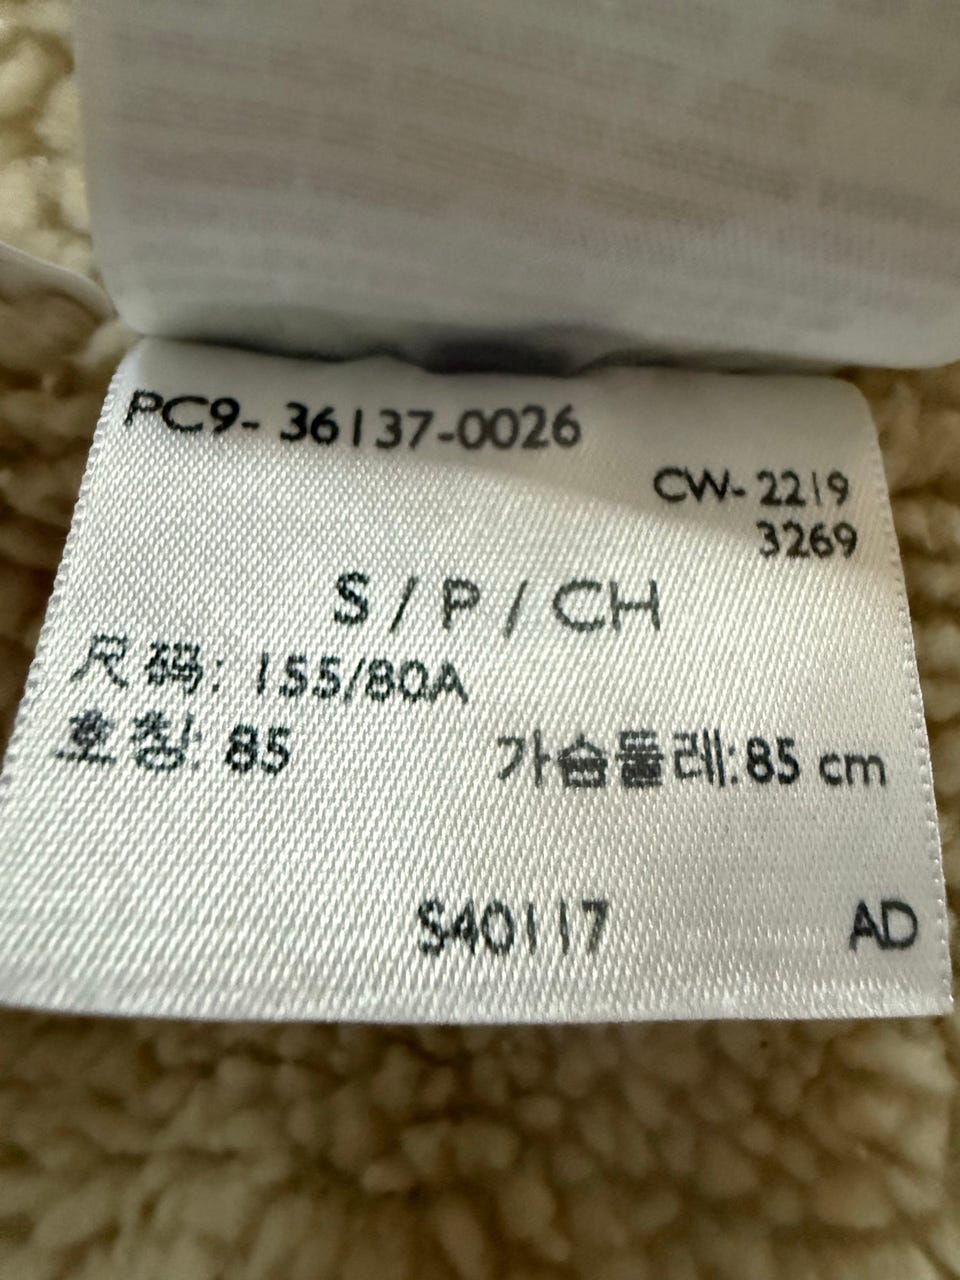 PC9- 36137-0026
CW- 2219
3269
S / P / CH
尺码: 155/80A
호칭: 85 가슴둘레:85 cm
S40117 AD